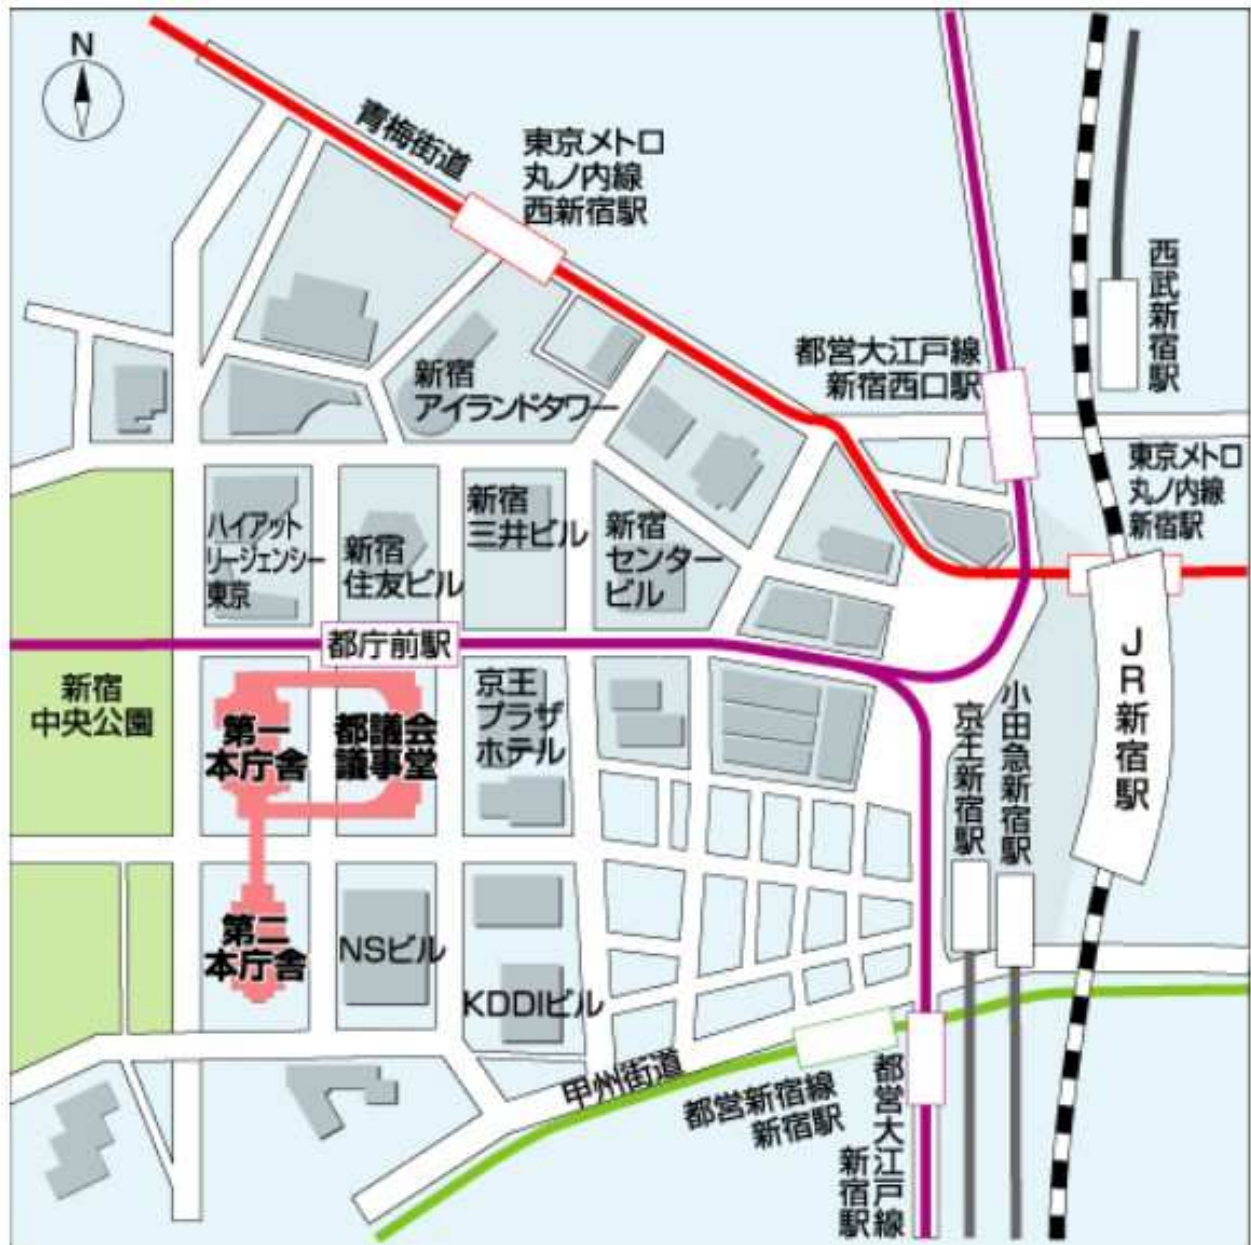 N
青梅街道
東京メトロ
丸ノ内線
西新宿駅
西武新宿駅
都営大江戸線
新宿西口駅
新宿
アイランドタワー
東京メトロ
丸ノ内線
新宿駅
ハイアット
リージェンシー
東京
新宿
住友ビル
新宿
三井ビル
新宿
センター
ビル
都庁前駅
JR新宿駅
新宿
中央公園
第一
本庁舎
都議会
議事堂
京王
プラザ
ホテル
京王新宿駅
小田急新宿駅
第二
本庁舎
NSビル
KDDIビル
甲州街道
都営新宿線
新宿駅
都営大江戸線
新宿駅